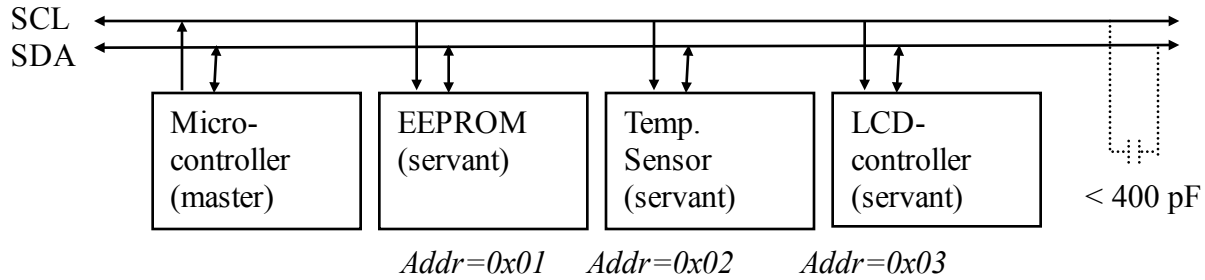 SCL
SDA
Micro-
controller
(master)
EEPROM
(servant)
Temp.
Sensor
(servant)
LCD-
controller
(servant)
< 400 pF
Addr=0x01
Addr=0x02
Addr=0x03